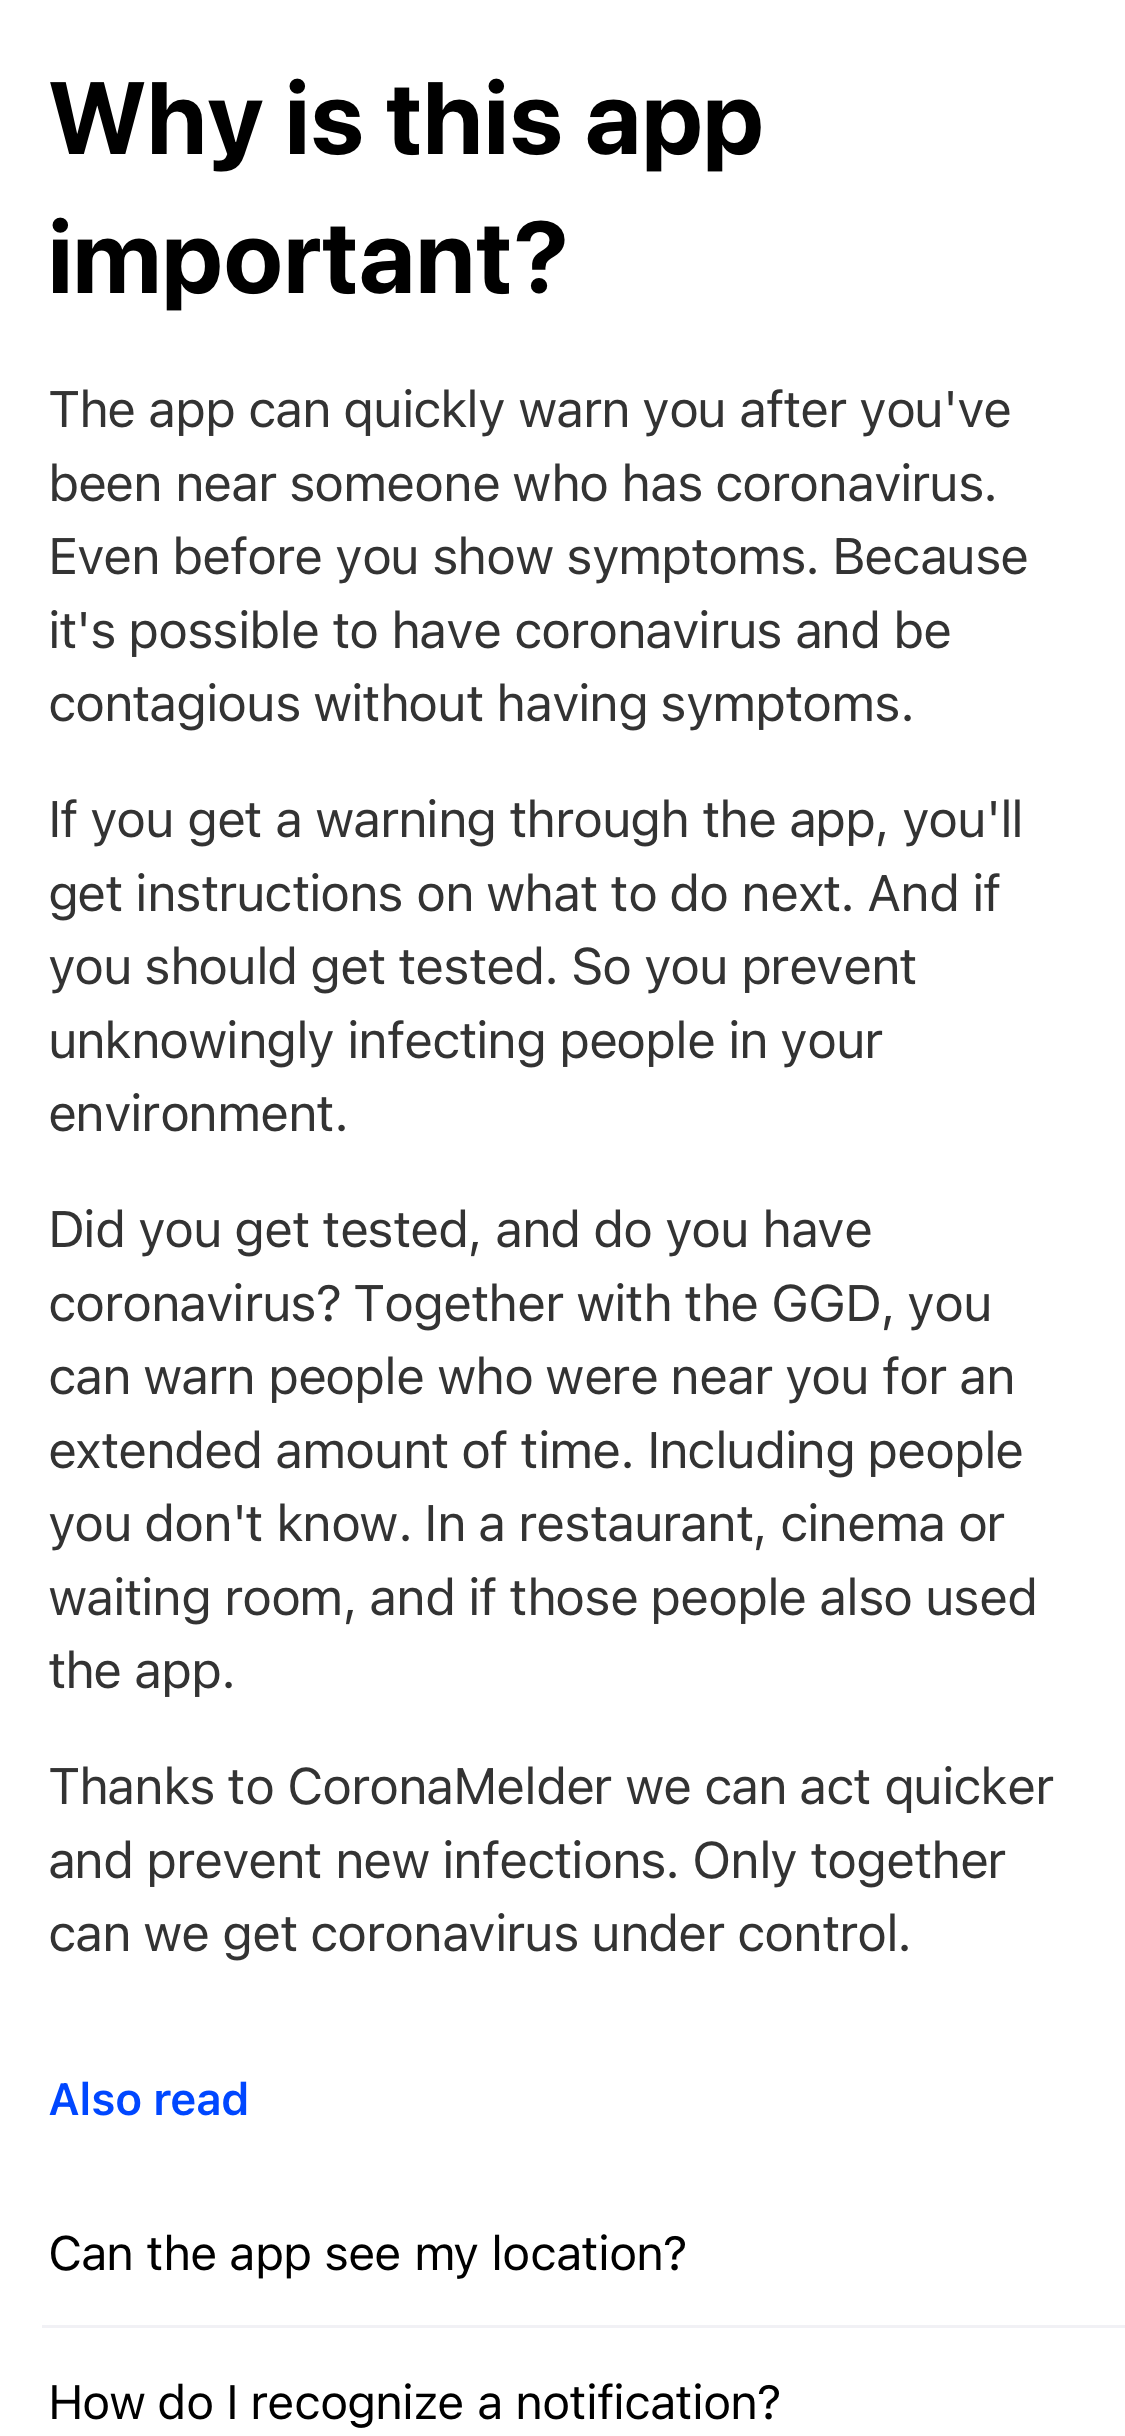 Why is this app
important?
The app can quickly warn you after you've
been near someone who has coronavirus.
Even before you show symptoms. Because
it's possible to have coronavirus and be
contagious without having symptoms.
If you get a warning through the app, you'll
get instructions on what to do next. And if
you should get tested. So you prevent
unknowingly infecting people in your
environment.
Did you get tested, and do you have
coronavirus? Together with the GGD, you
can warn people who were near you for an
extended amount of time. Including people
you don't know. In a restaurant, cinema or
waiting room, and if those people also used
the app.
Thanks to CoronaMelder we can act quicker
and prevent new infections. Only together
can we get coronavirus under control.
Also read
Can the app see my location?
How do I recognize a notification?